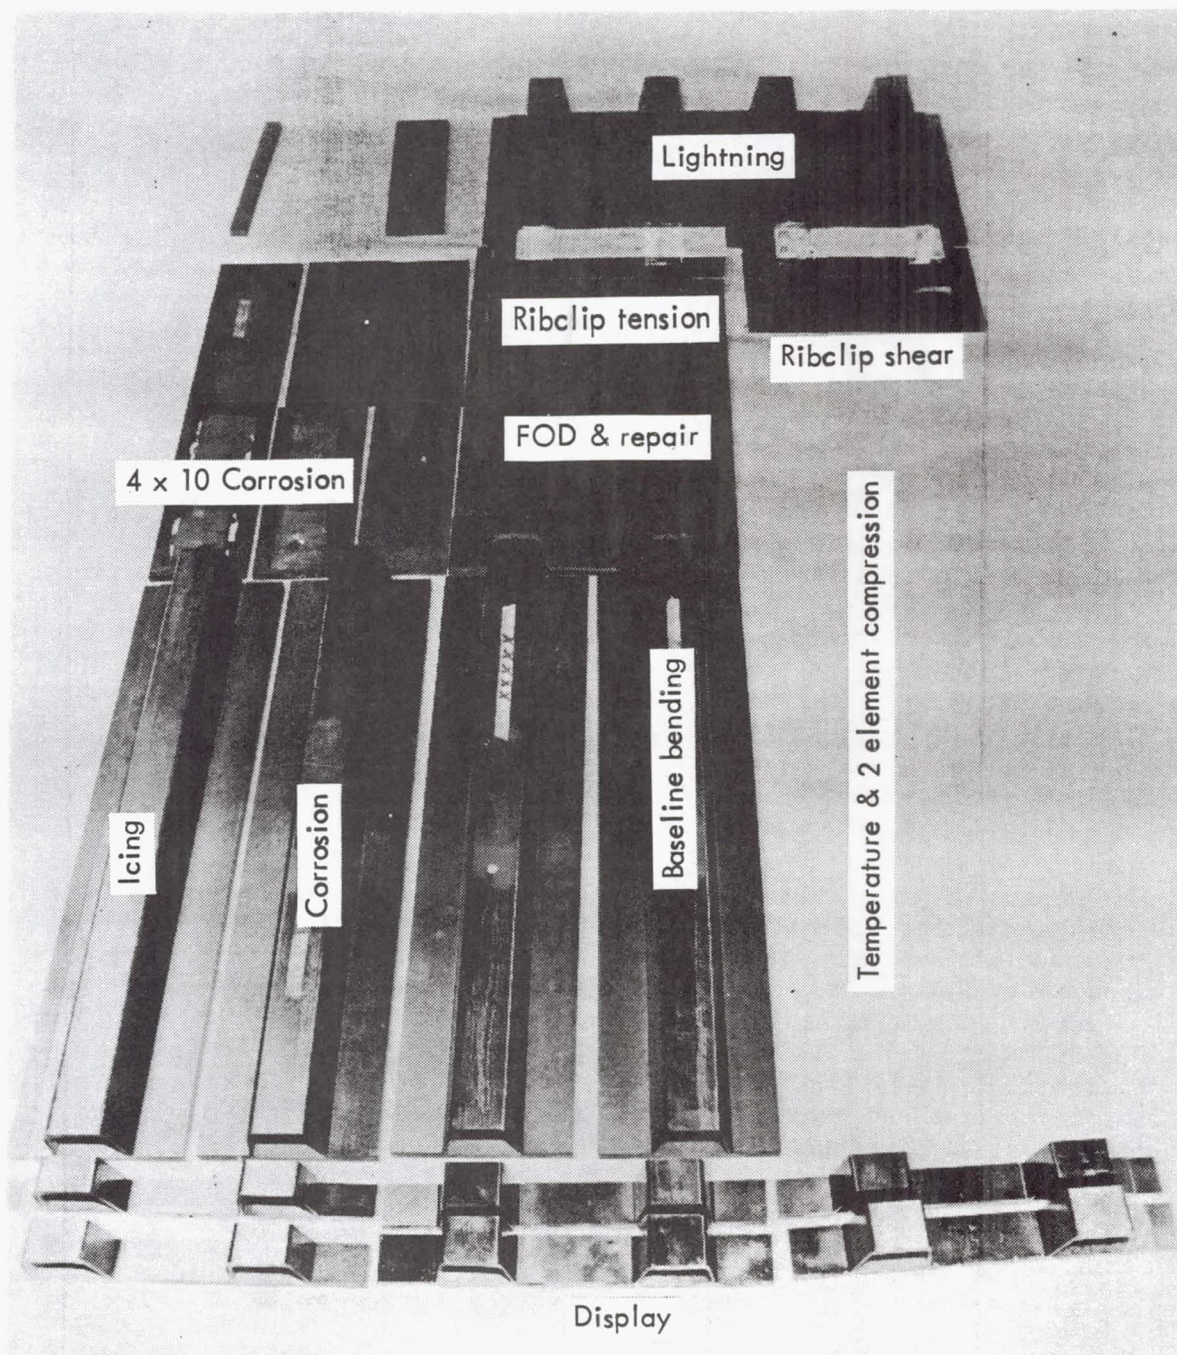 Lightning
Ribclip tension
Ribclip shear
FOD & repair
4 x 10 Corrosion
Temperature & 2 element compression
Baseline bending
Corrosion
Icing
xxxxx
Display